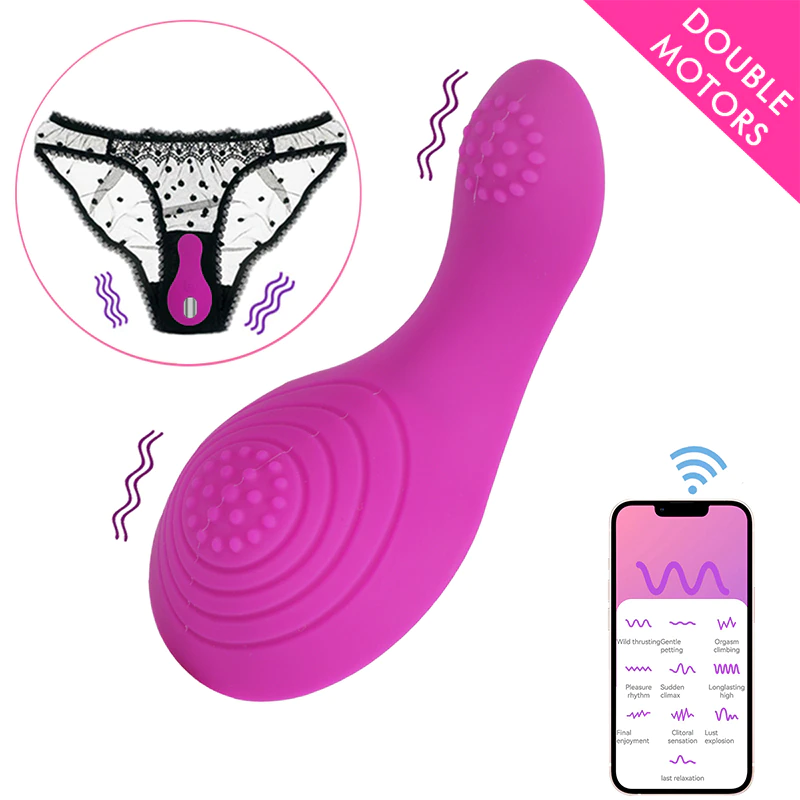 DOUBLE
MOTORS
Wild thrusting
Gentle
petting
Orgasm
climbing
Pleasure
rhythm
Sudden
climax
Longlasting
high
Final
enjoyment
Clitoral
sensation
Lust
explosion
last relaxation